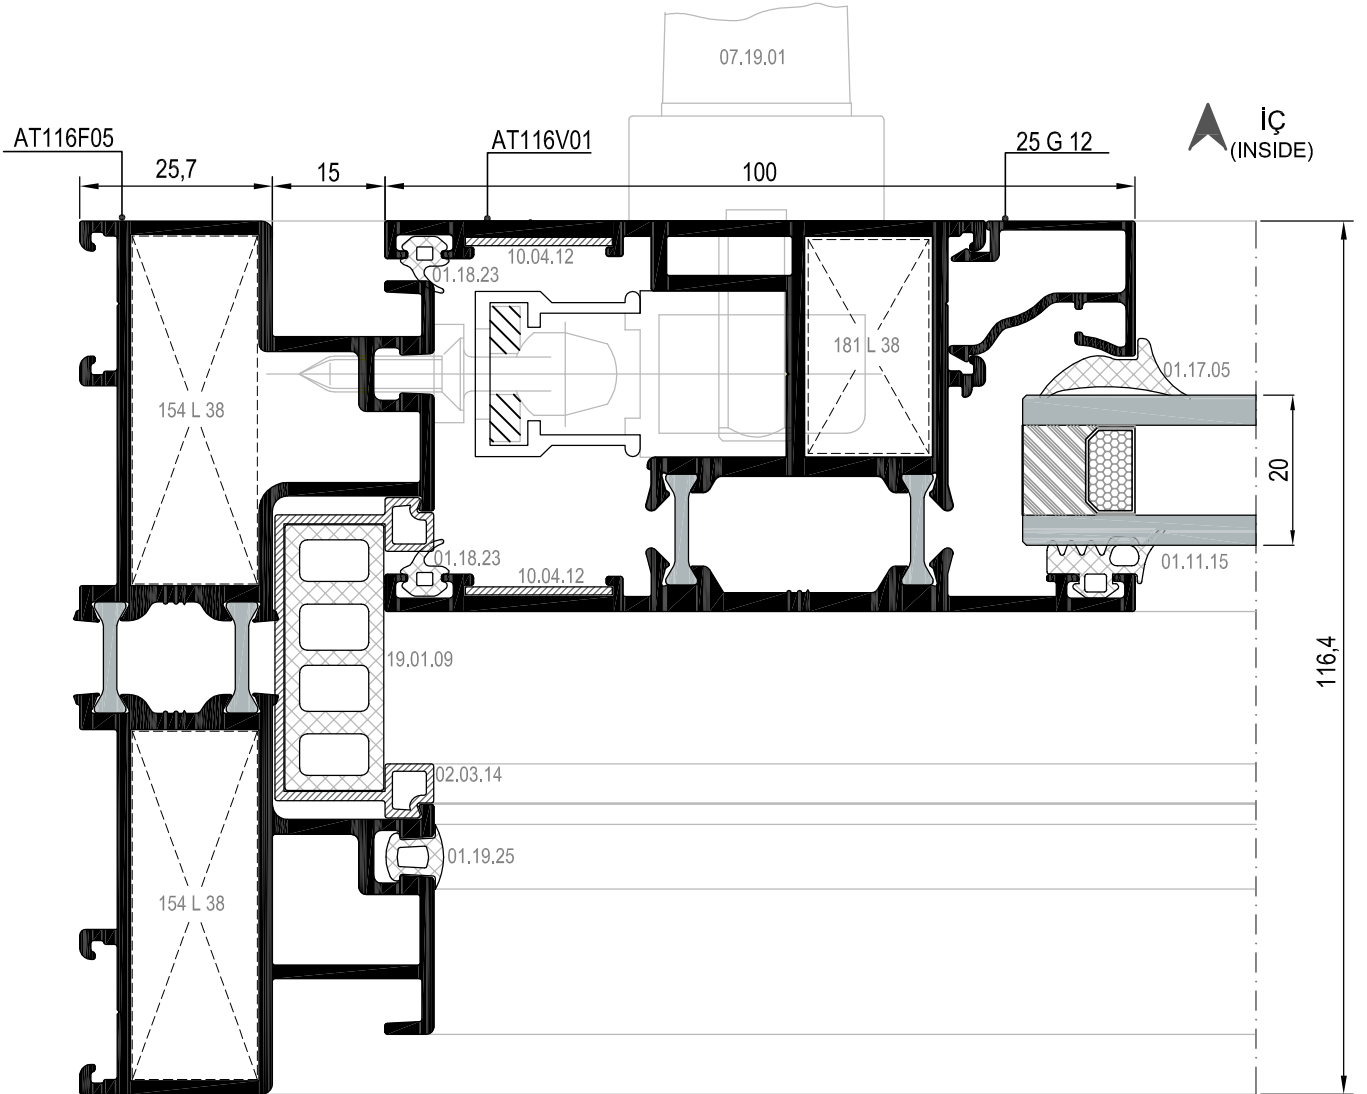 07.19.01
İÇ
(INSIDE)
AT116F05
AT116V01
25 G 12
25,7
15
100
10.04.12
01.18.23
181 L 38
01.17.05
154 L 38
20
01.18.23
01.11.15
10.04.12
19.01.09
116,4
02.03.14
01.19.25
154 L 38